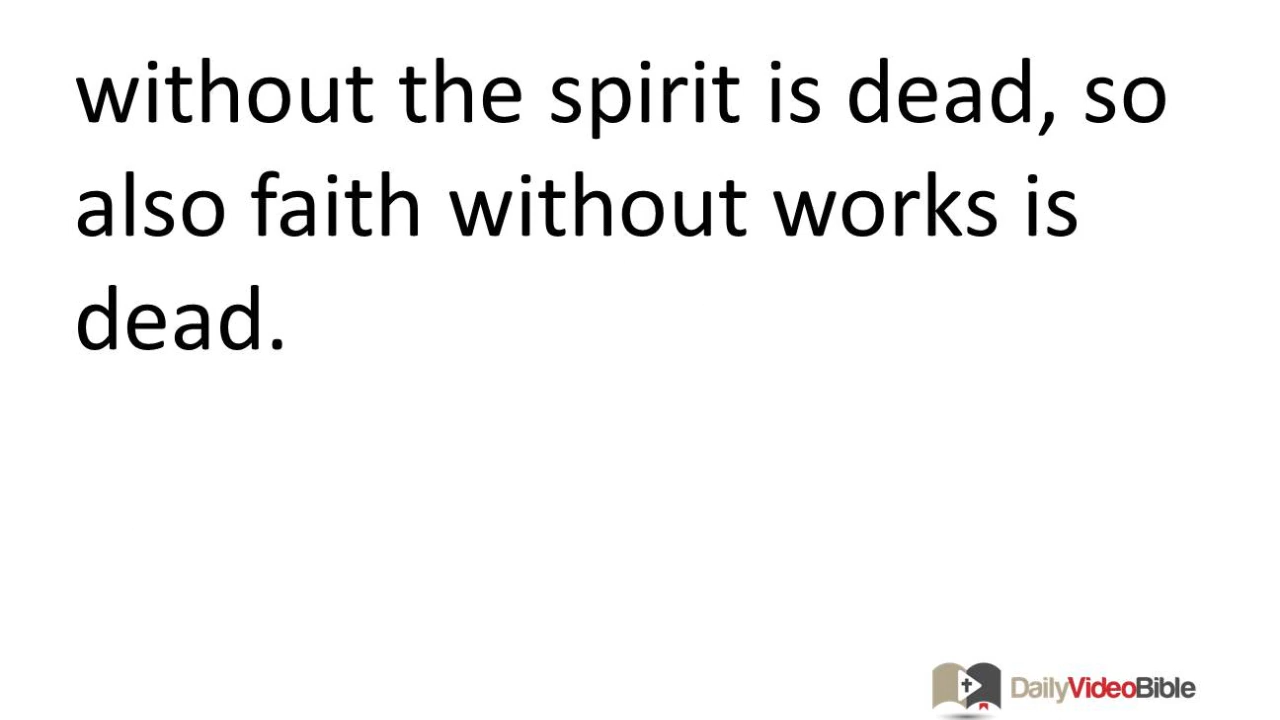 without the spirit is dead, so
also faith without works is
dead.
DailyVideoBible